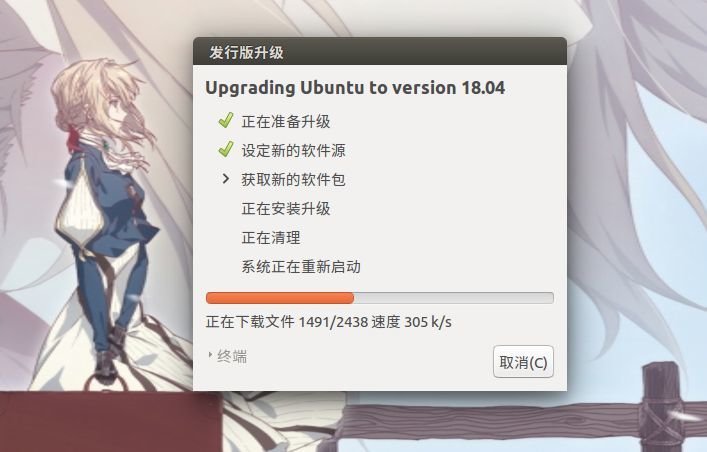 发行版升级
Upgrading Ubuntu to version 18.04
正在准备升级
设定新的软件源
获取新的软件包
正在安装升级
正在清理
系统正在重新启动
正在下载文件 1491/2438 速度 305 k/s
终端
取消(C)